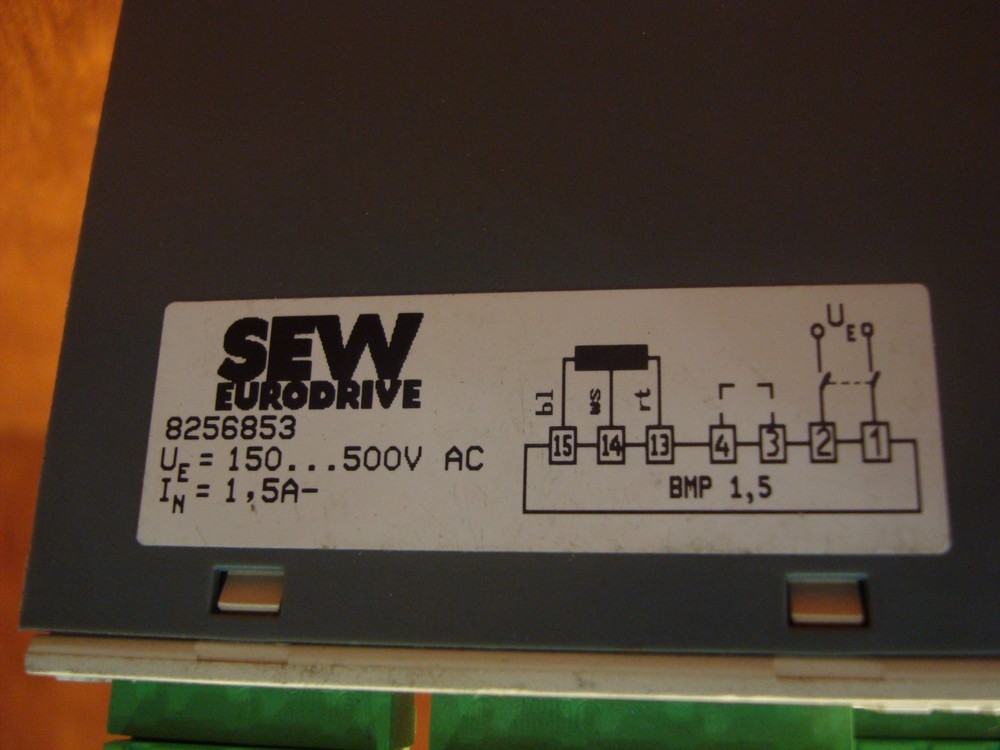 SEW
EURODRIVE
8256853
UE = 150...500V AC
IN = 1,5A-
UE
bl ws rt
15 14 13 4 3 2 1
BMP 1,5